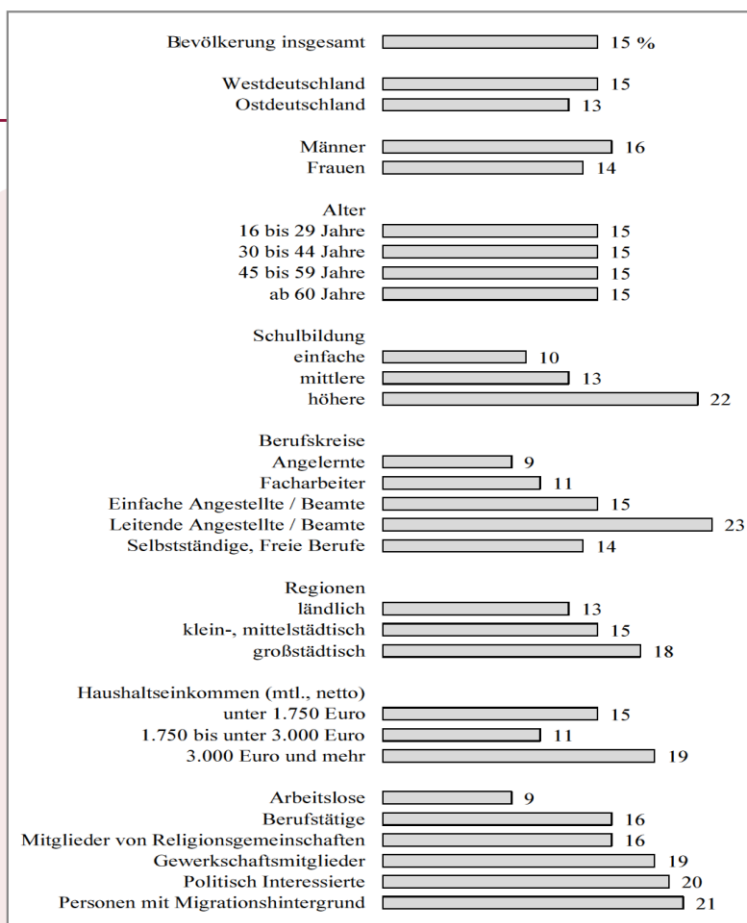 Bevölkerung insgesamt 15 %
Westdeutschland 15
Ostdeutschland 13
Männer 16
Frauen 14
Alter
16 bis 29 Jahre 15
30 bis 44 Jahre 15
45 bis 59 Jahre 15
ab 60 Jahre 15
Schulbildung
einfache 10
mittlere 13
höhere 22
Berufskreise
Angelernte 9
Facharbeiter 11
Einfache Angestellte / Beamte 15
Leitende Angestellte / Beamte 23
Selbstständige, Freie Berufe 14
Regionen
ländlich 13
klein-, mittelstädtisch 15
großstädtisch 18
Haushaltseinkommen (mtl., netto)
unter 1.750 Euro 15
1.750 bis unter 3.000 Euro 11
3.000 Euro und mehr 19
Arbeitslose 9
Berufstätige 16
Mitglieder von Religionsgemeinschaften 16
Gewerkschaftsmitglieder 19
Politisch Interessierte 20
Personen mit Migrationshintergrund 21